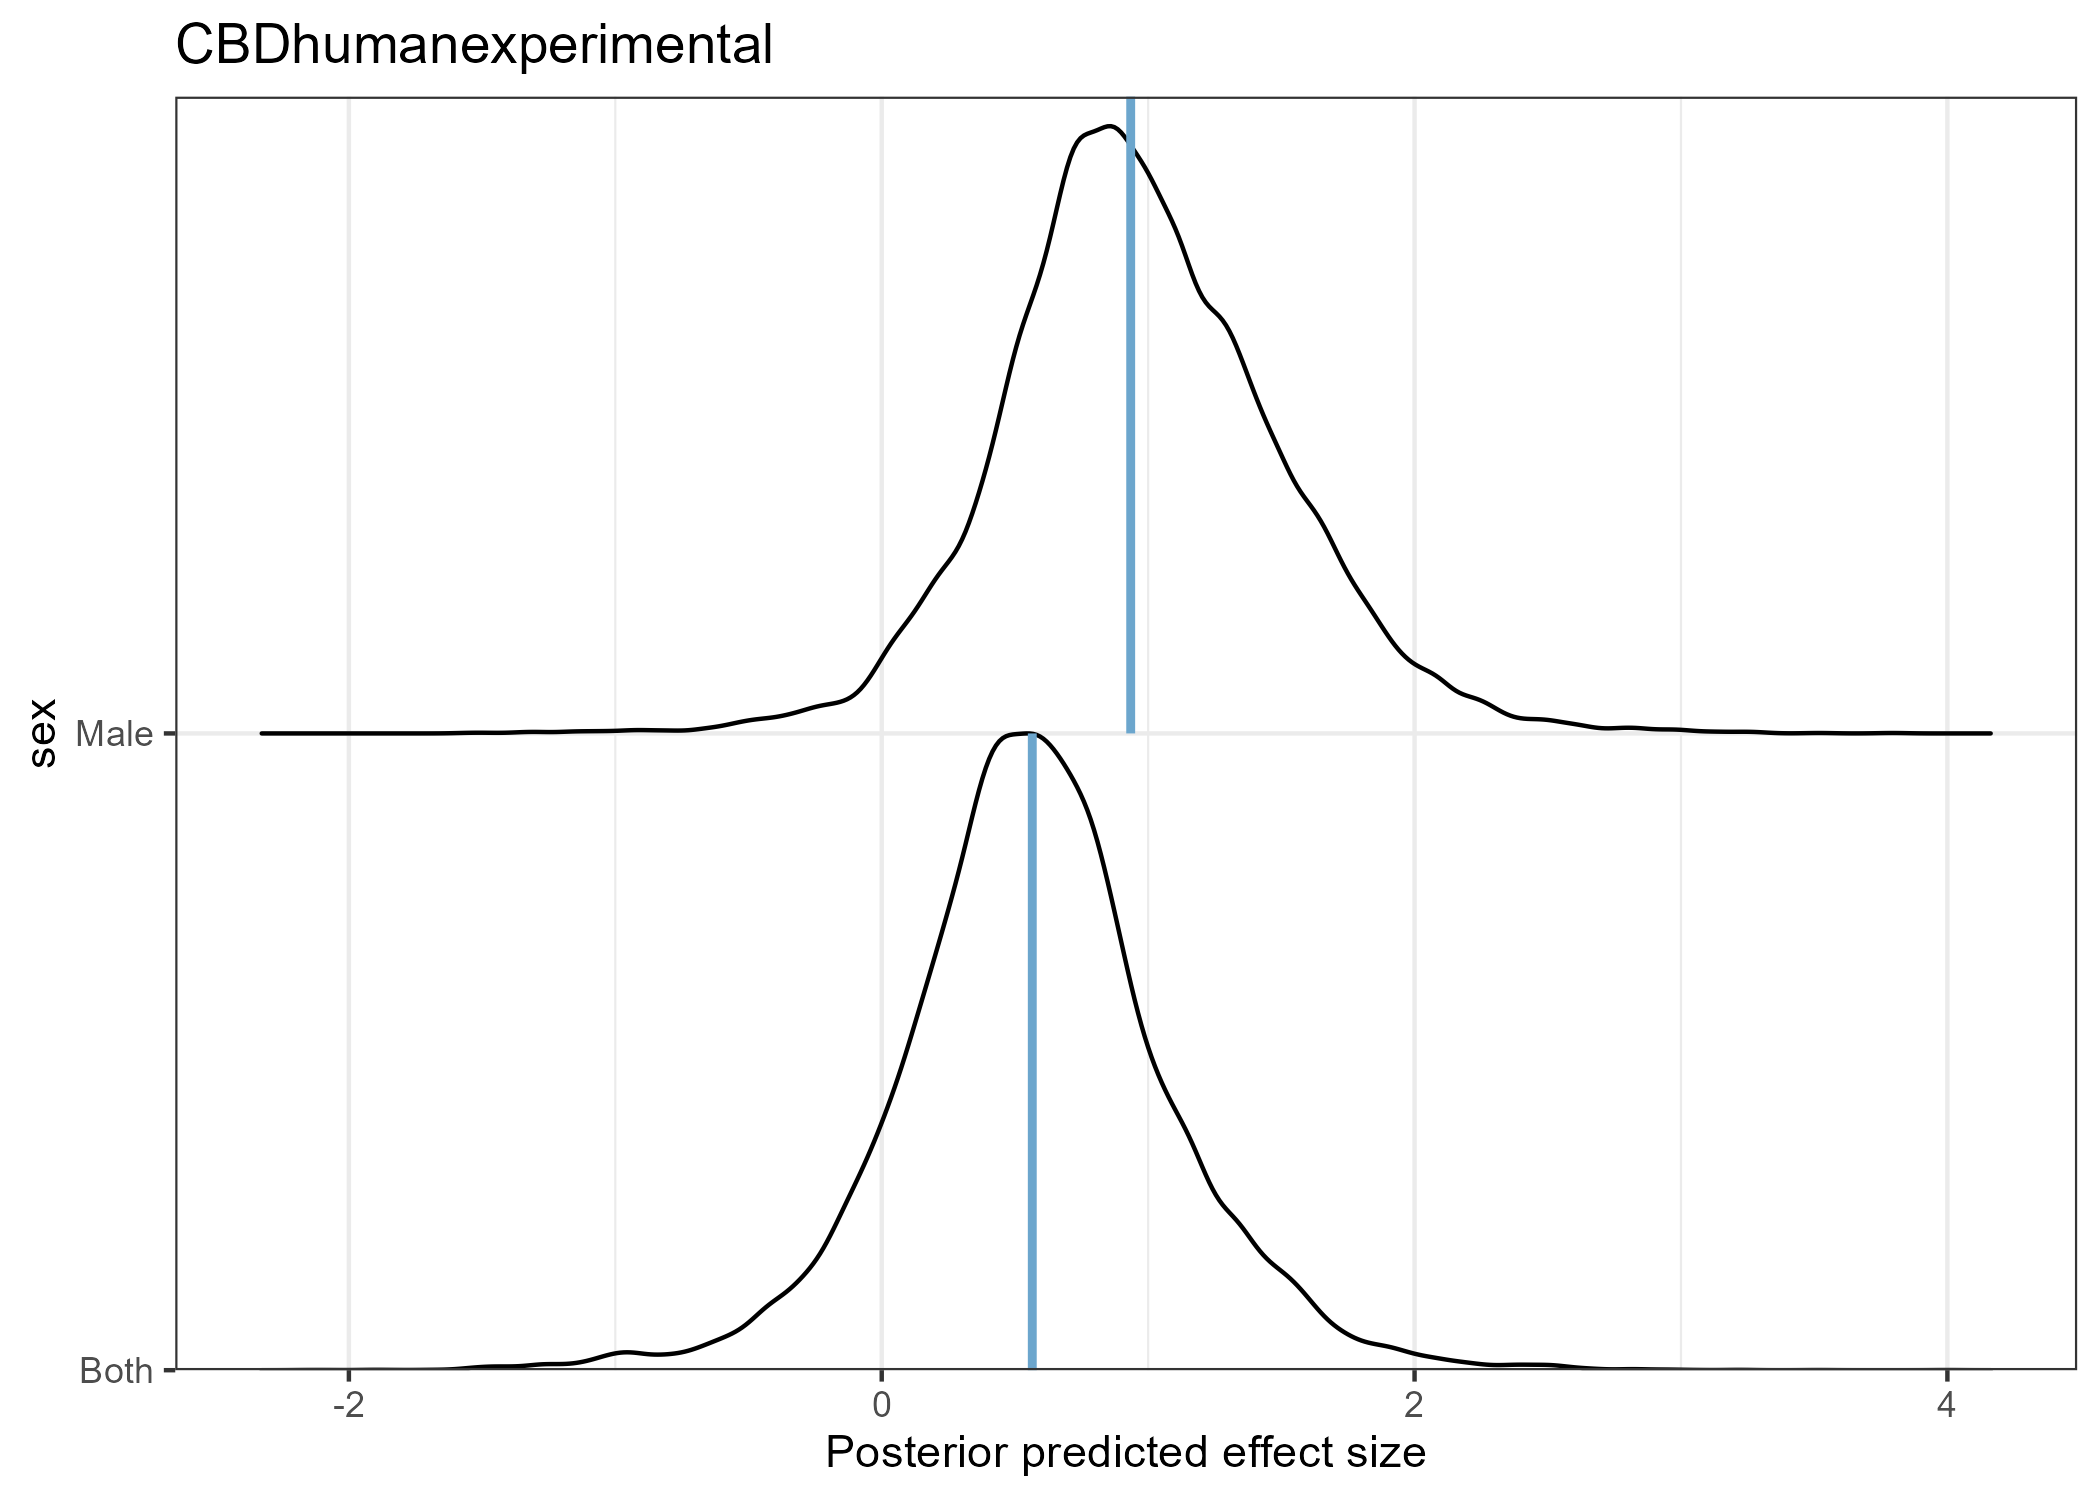 CBDhumanexperimental
sex
Male
Both
-2 0 2 4
Posterior predicted effect size